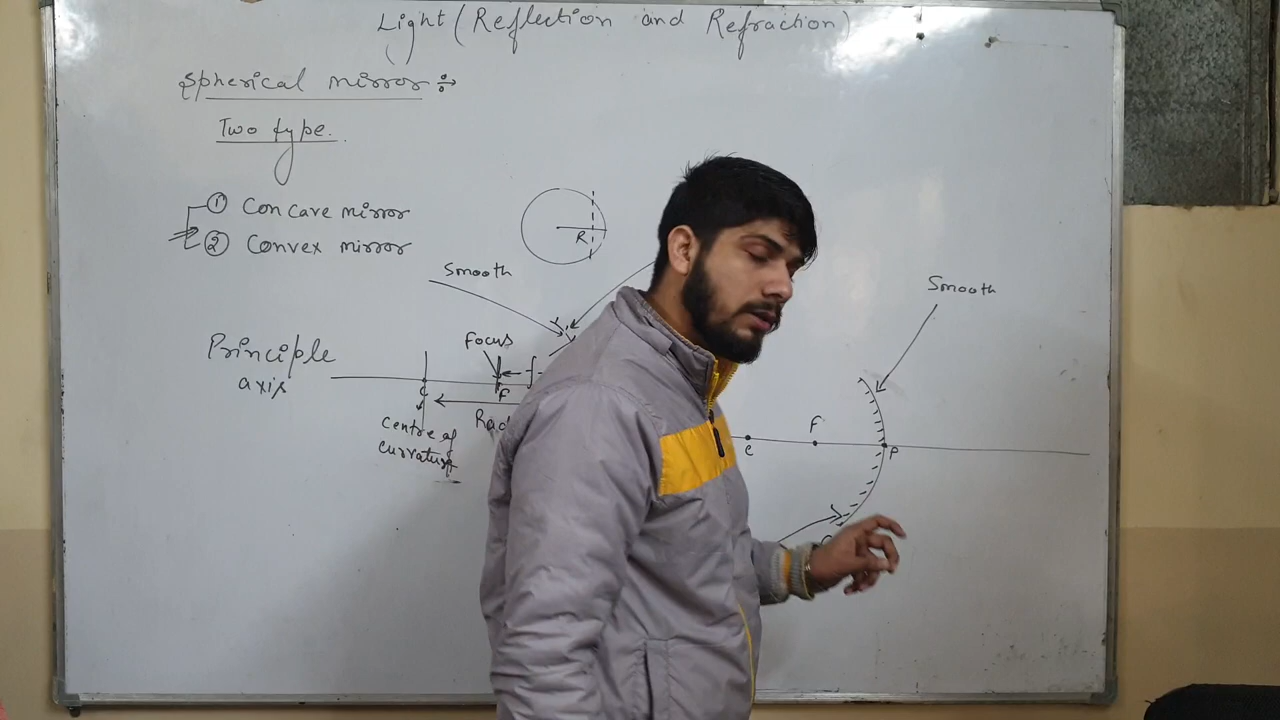 Light (Reflection and Refraction)
Spherical mirror :-
Two type.
① Concave mirror
② Convex mirror
R
Smooth
Smooth
Focus
Principle
axis
f
C
F
Centre of
curvature
F
C
P